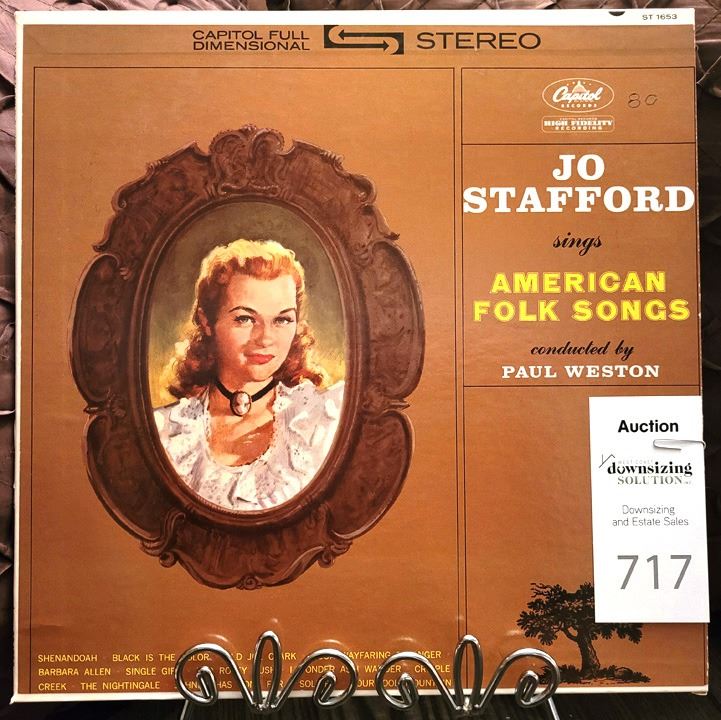 ST 1653
CAPITOL FULL
DIMENSIONAL
STEREO
Capitol
RECORDS
HIGH FIDELITY
RECORDING
80
JO
STAFFORD
sings
AMERICAN
FOLK SONGS
conducted by
PAUL WESTON
Auction
WEST COAST
downsizing
SOLUTION
Downsizing
and Estate Sales
717
SHENANDOAH · BLACK IS THE COLOR
BARBARA ALLEN · SINGLE
CREEK · THE NIGHTINGALE